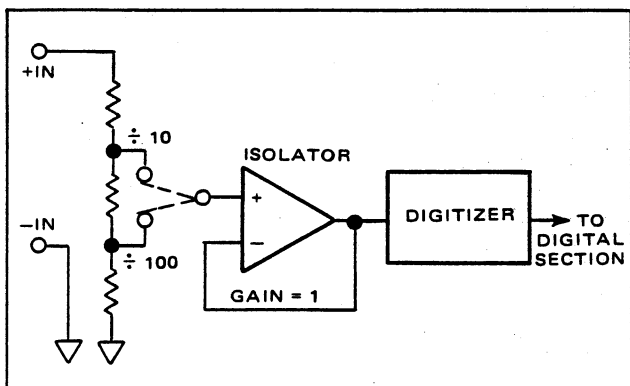 +IN
÷ 10
ISOLATOR
+
−
DIGITIZER
TO
DIGITAL
SECTION
−IN
÷ 100
GAIN = 1